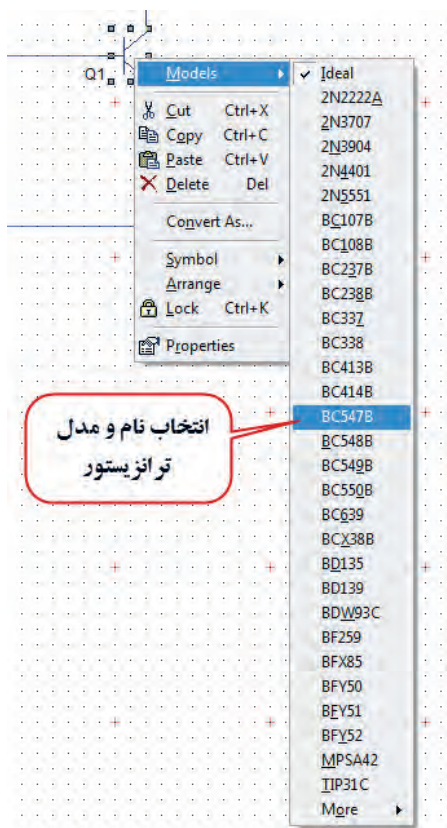 Q1
Models
Cut Ctrl+X
Copy Ctrl+C
Paste Ctrl+V
Delete Del
Convert As...
Symbol
Arrange
Lock Ctrl+K
Properties
Ideal
2N2222A
2N3707
2N3904
2N4401
2N5551
BC107B
BC108B
BC237B
BC238B
BC337
BC338
BC413B
BC414B
BC547B
BC548B
BC549B
BC550B
BC639
BCX38B
BD135
BD139
BDW93C
BF259
BFX85
BFY50
BFY51
BFY52
MPSA42
TIP31C
More
انتخاب نام و مدل
ترانزیستور